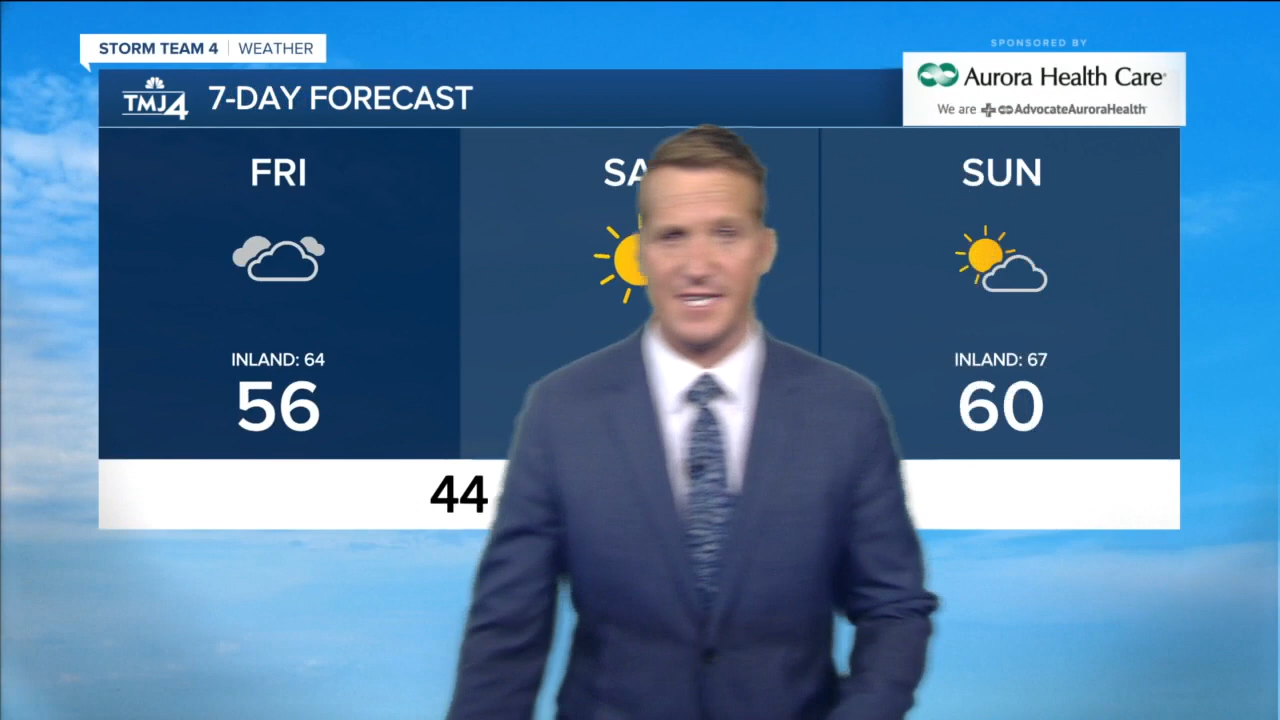 STORM TEAM 4 | WEATHER
SPONSORED BY
TMJ4
7-DAY FORECAST
Aurora Health Care®
We are AdvocateAuroraHealth
FRI
SA
SUN
INLAND: 64
56
INLAND: 67
60
44